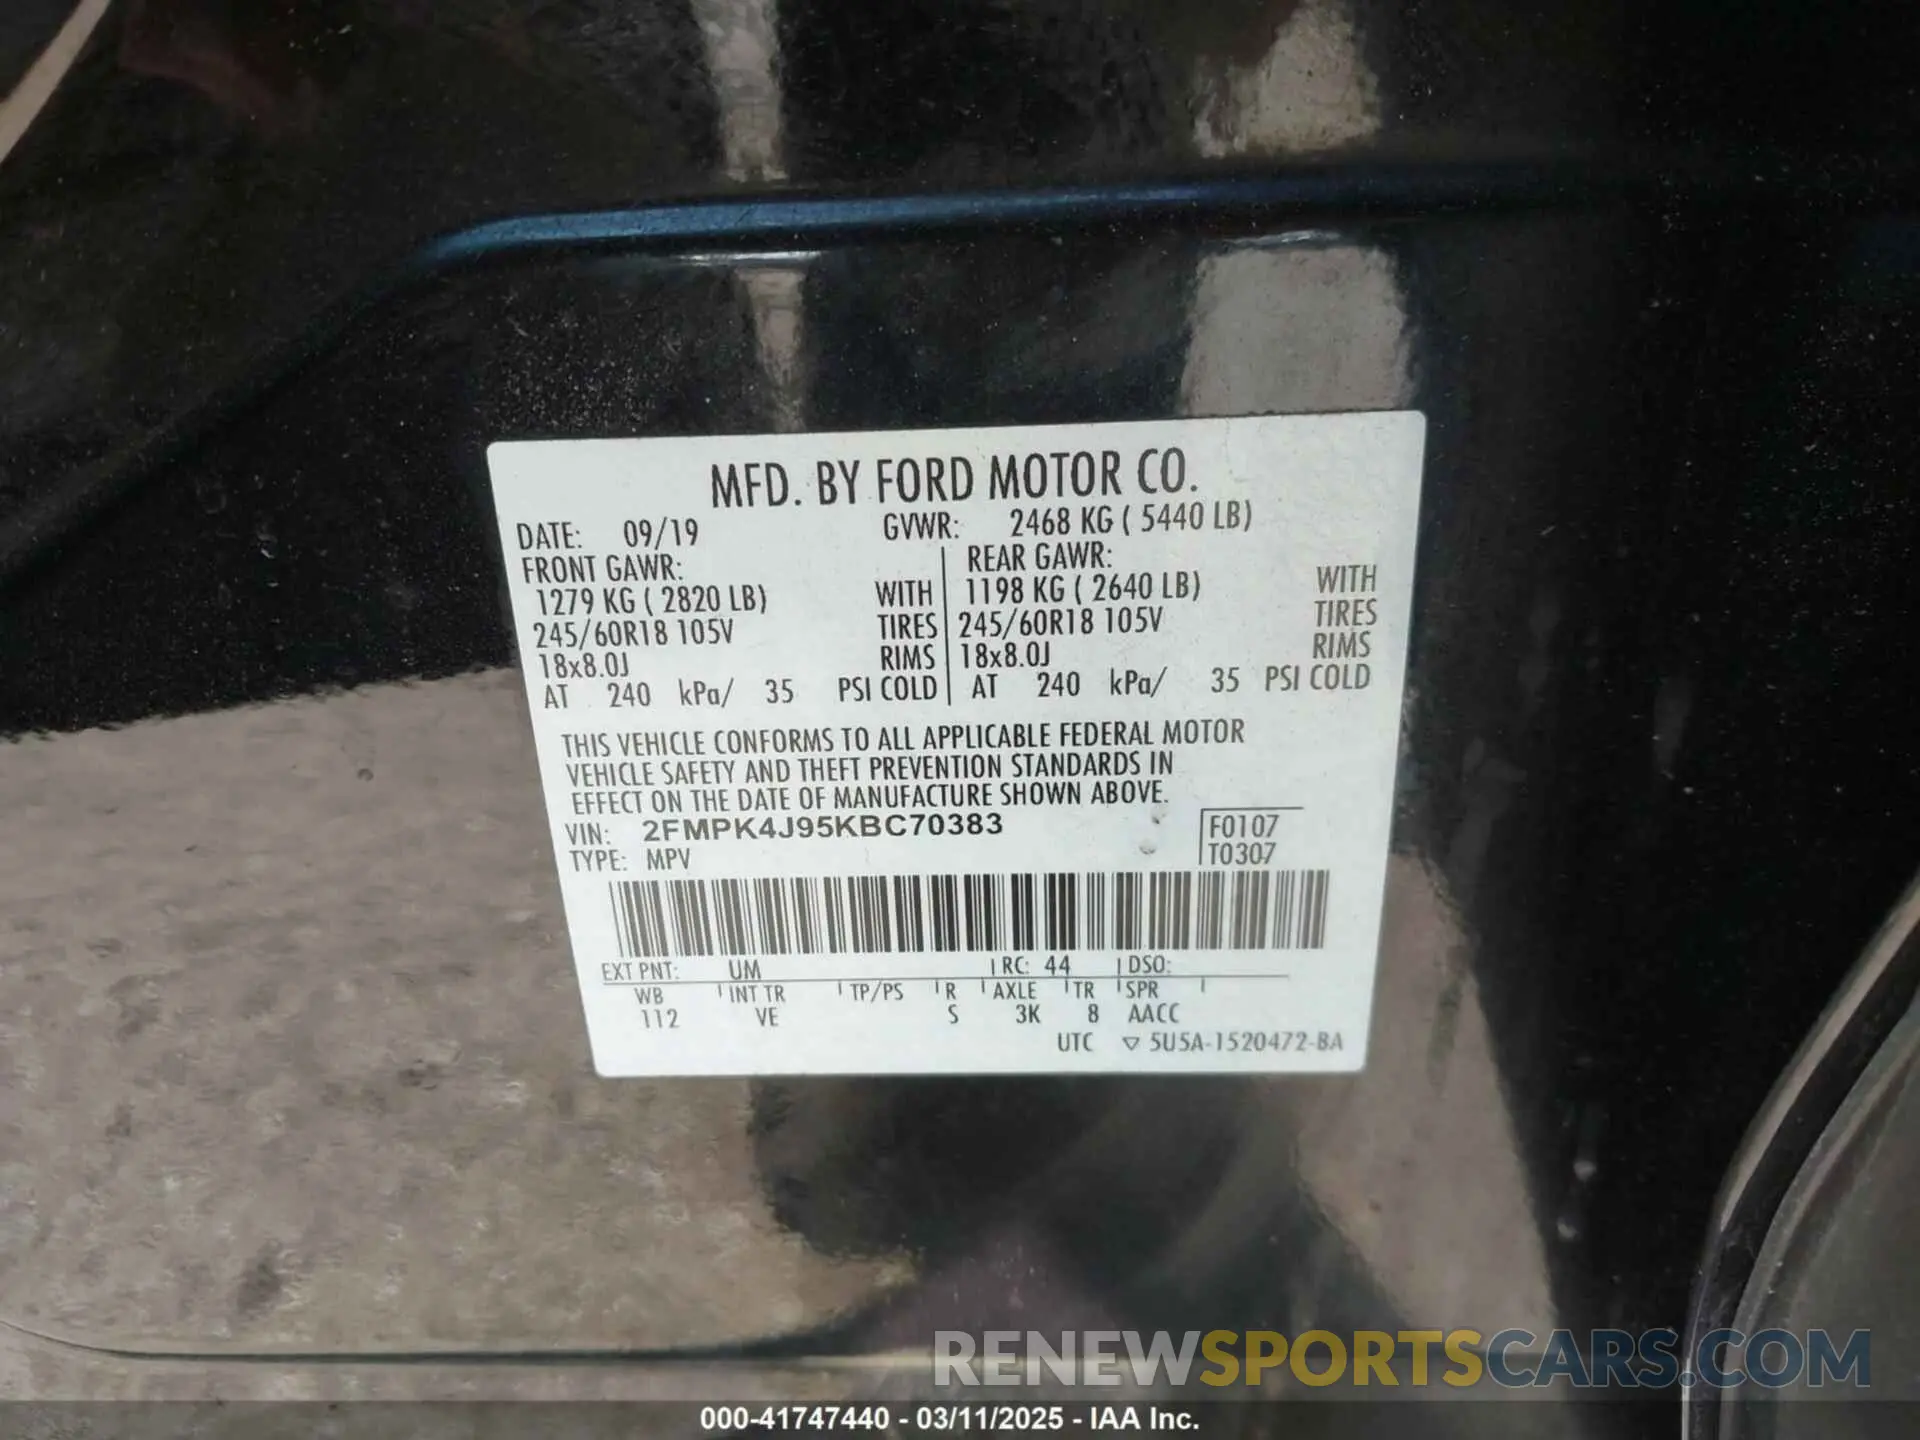 MFD. BY FORD MOTOR CO.
DATE: 09/19 GVWR: 2468 KG ( 5440 LB)
FRONT GAWR: REAR GAWR:
1279 KG ( 2820 LB) WITH 1198 KG ( 2640 LB) WITH
245/60R18 105V TIRES 245/60R18 105V TIRES
18x8.0J RIMS 18x8.0J RIMS
AT 240 kPa/ 35 PSI COLD AT 240 kPa/ 35 PSI COLD
THIS VEHICLE CONFORMS TO ALL APPLICABLE FEDERAL MOTOR
VEHICLE SAFETY AND THEFT PREVENTION STANDARDS IN
EFFECT ON THE DATE OF MANUFACTURE SHOWN ABOVE.
VIN: 2FMPK4J95KBC70383 F0107
TYPE: MPV T0307
EXT PNT: UM RC: 44 DSO:
WB INT TR TP/PS R AXLE TR SPR
112 VE S 3K 8 AACC
UTC ▽ 5U5A-1520472-BA
RENEWSPORTSCARS.COM
000-41747440 - 03/11/2025 - IAA Inc.